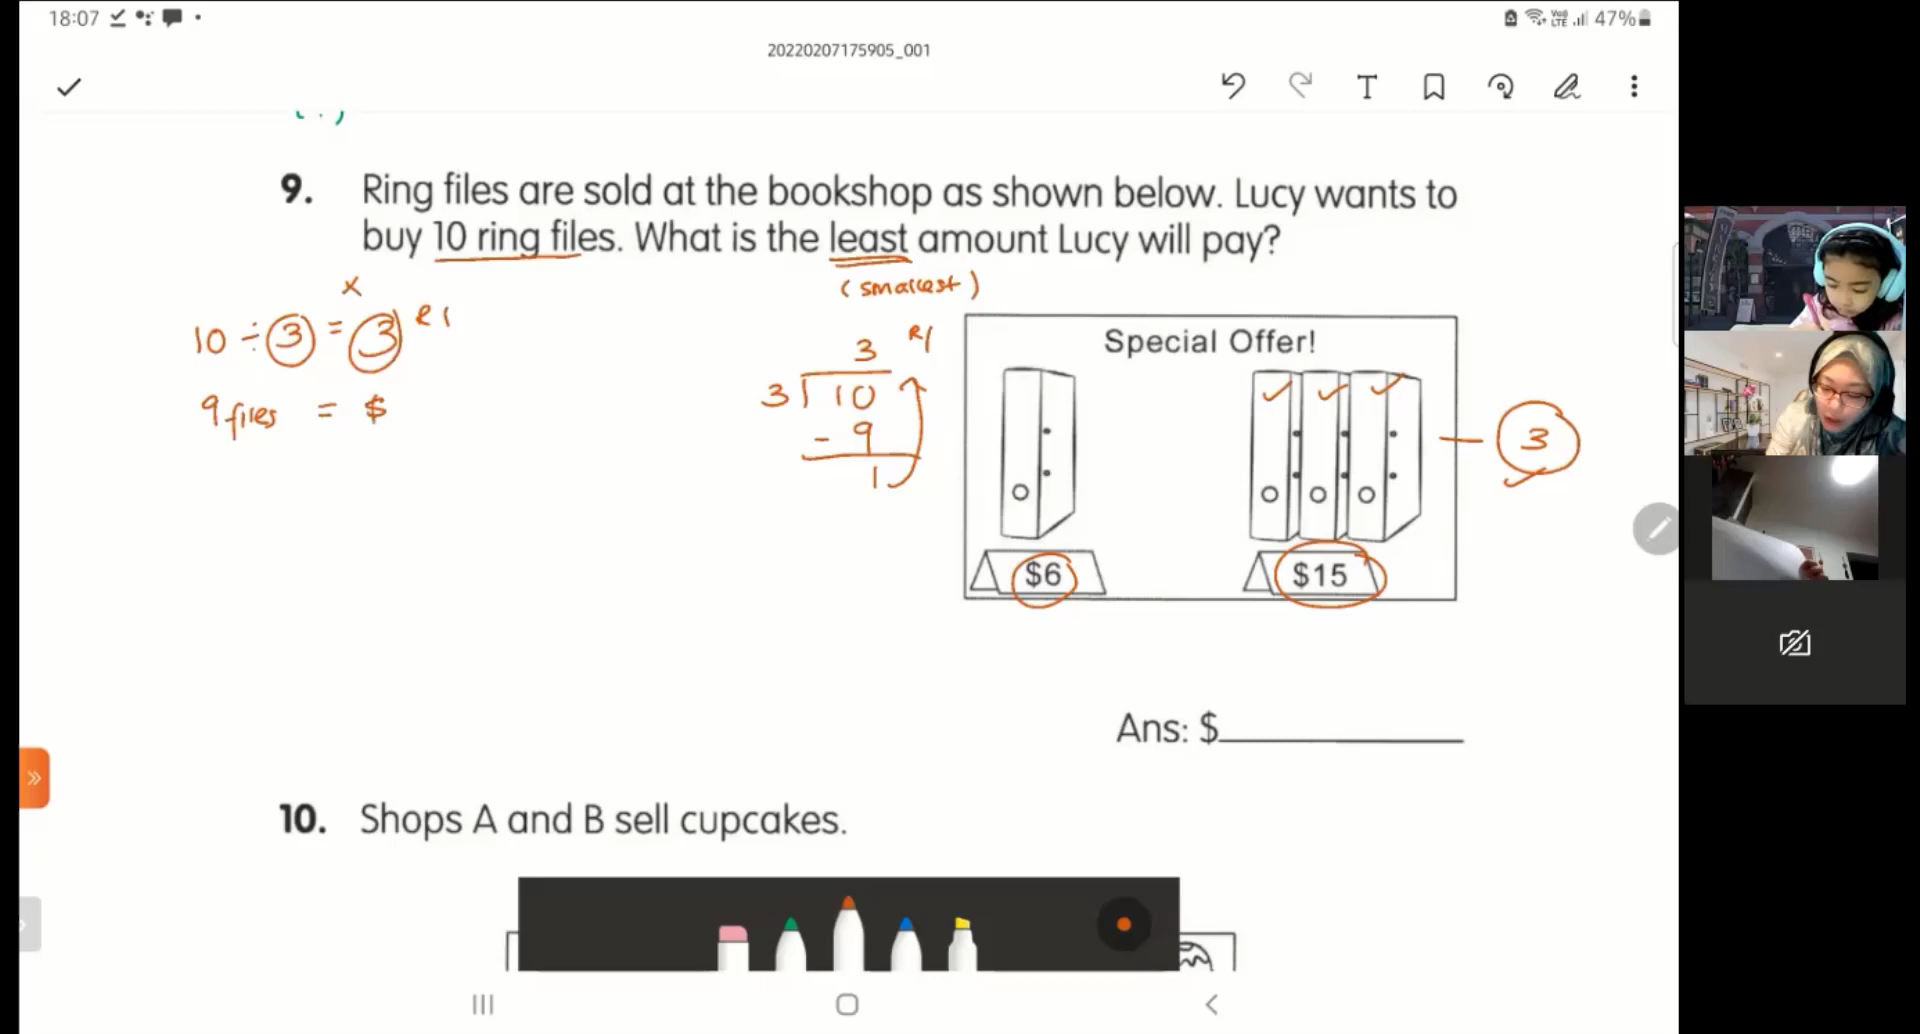 18:07
Vo)) LTE 47%
20220207175905_001
T
9. Ring files are sold at the bookshop as shown below. Lucy wants to
buy 10 ring files. What is the least amount Lucy will pay?
(smallest)
x
10 ÷ 3 = 3 R1
9 files = $
3 R1
3 10
- 9
1
Special Offer!
3
$6
$15
Ans: $
10. Shops A and B sell cupcakes.